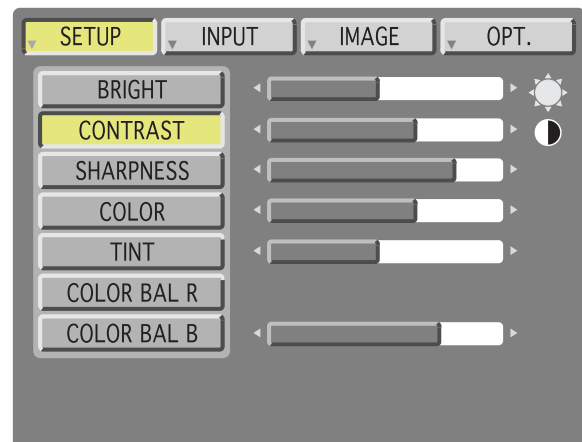 SETUP INPUT IMAGE OPT.
BRIGHT
CONTRAST
SHARPNESS
COLOR
TINT
COLOR BAL R
COLOR BAL B